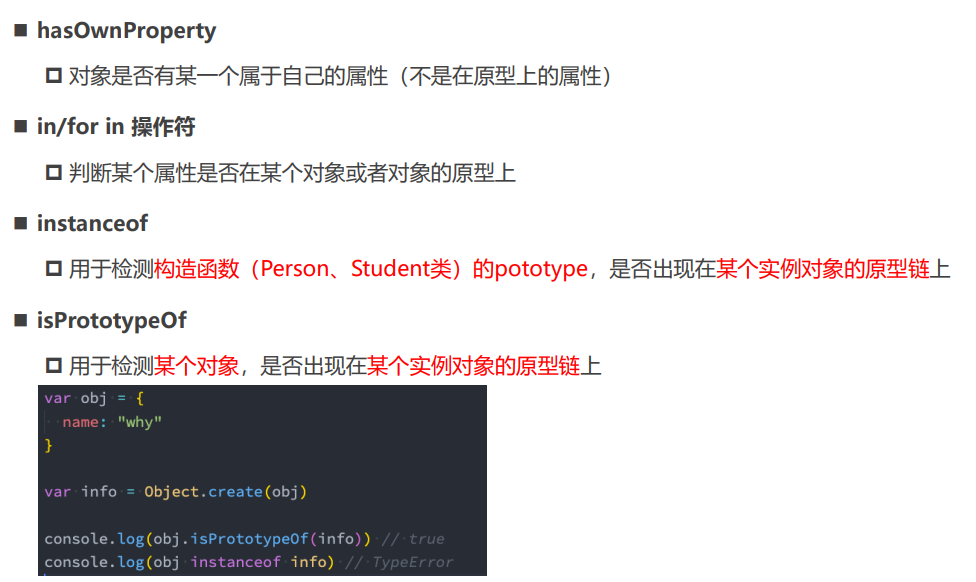 ■ hasOwnProperty
❑ 对象是否有某一个属于自己的属性（不是在原型上的属性）
■ in/for in 操作符
❑ 判断某个属性是否在某个对象或者对象的原型上
■ instanceof
❑ 用于检测构造函数（Person、Student类）的pototype，是否出现在某个实例对象的原型链上
■ isPrototypeOf
❑ 用于检测某个对象，是否出现在某个实例对象的原型链上
var obj = {
  name: "why"
}
var info = Object.create(obj)
console.log(obj.isPrototypeOf(info)) // true
console.log(obj instanceof info) // TypeError